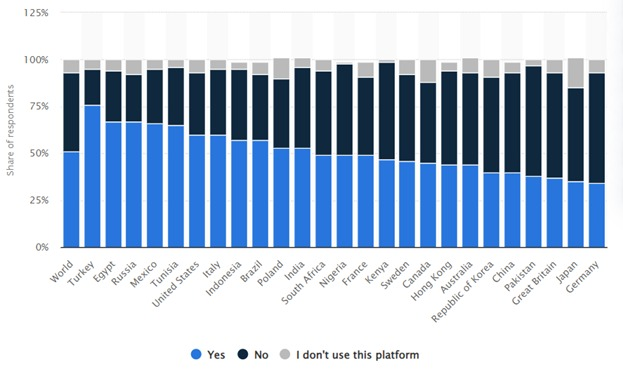 125%
100%
75%
50%
25%
0%
Share of respondents
World
Turkey
Egypt
Russia
Mexico
Tunisia
United States
Italy
Indonesia
Brazil
Poland
India
South Africa
Nigeria
France
Kenya
Sweden
Canada
Hong Kong
Australia
Republic of Korea
China
Pakistan
Great Britain
Japan
Germany
Yes No I don't use this platform